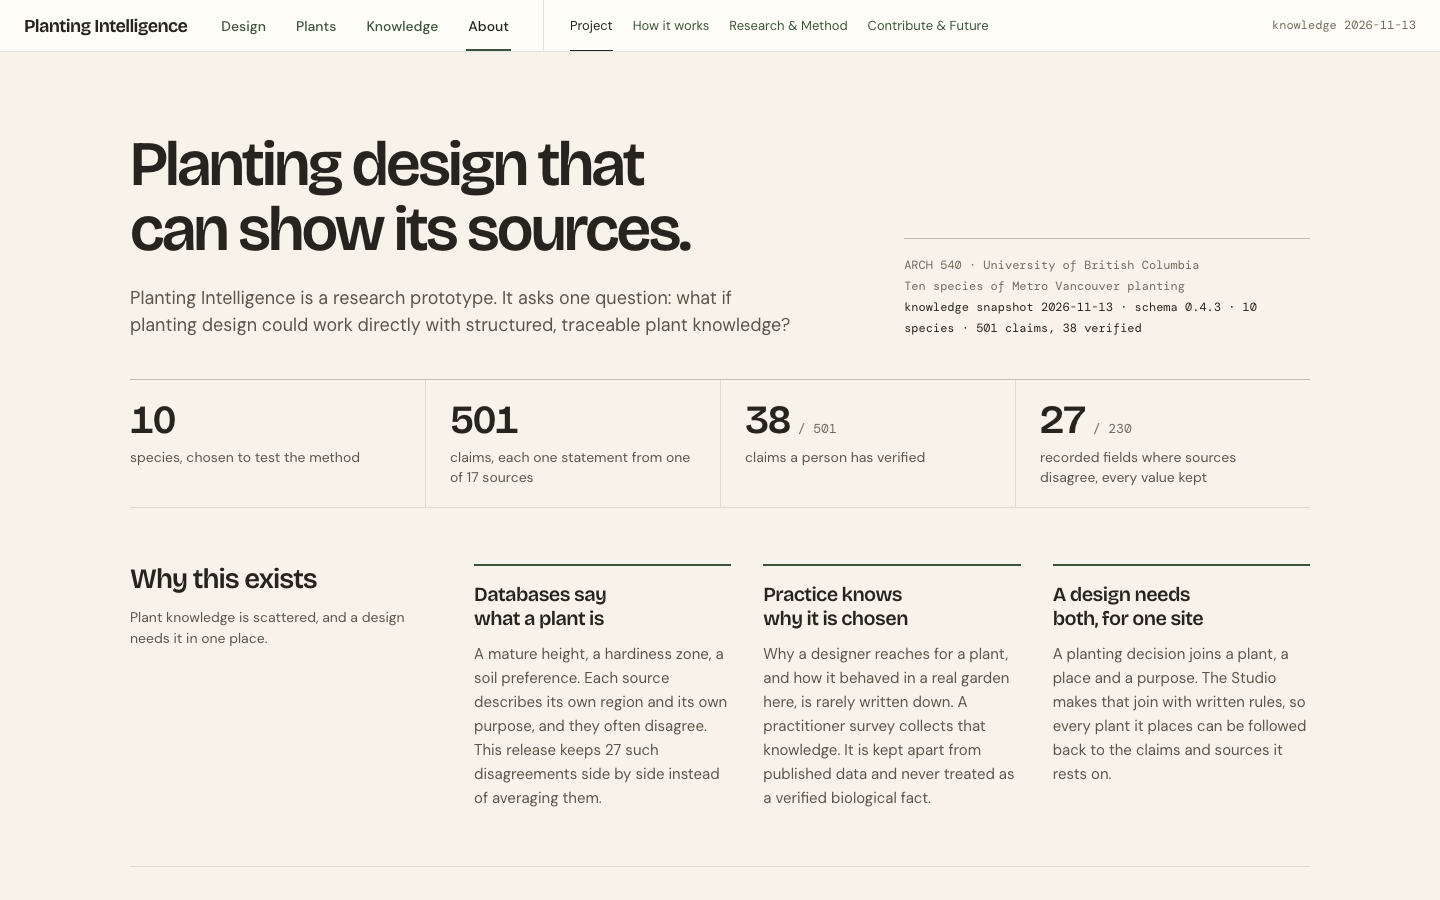 Planting Intelligence Design Plants Knowledge About Project How it works Research & Method Contribute & Future knowledge 2026-11-13
Planting design that
can show its sources.
Planting Intelligence is a research prototype. It asks one question: what if
planting design could work directly with structured, traceable plant knowledge?
ARCH 540 · University of British Columbia
Ten species of Metro Vancouver planting
knowledge snapshot 2026-11-13 · schema 0.4.3 · 10
species · 501 claims, 38 verified
10
species, chosen to test the method
501
claims, each one statement from one
of 17 sources
38 / 501
claims a person has verified
27 / 230
recorded fields where sources
disagree, every value kept
Why this exists
Plant knowledge is scattered, and a design
needs it in one place.
Databases say
what a plant is
A mature height, a hardiness zone, a
soil preference. Each source
describes its own region and its own
purpose, and they often disagree.
This release keeps 27 such
disagreements side by side instead
of averaging them.
Practice knows
why it is chosen
Why a designer reaches for a plant,
and how it behaved in a real garden
here, is rarely written down. A
practitioner survey collects that
knowledge. It is kept apart from
published data and never treated as
a verified biological fact.
A design needs
both, for one site
A planting decision joins a plant, a
place and a purpose. The Studio
makes that join with written rules, so
every plant it places can be followed
back to the claims and sources it
rests on.